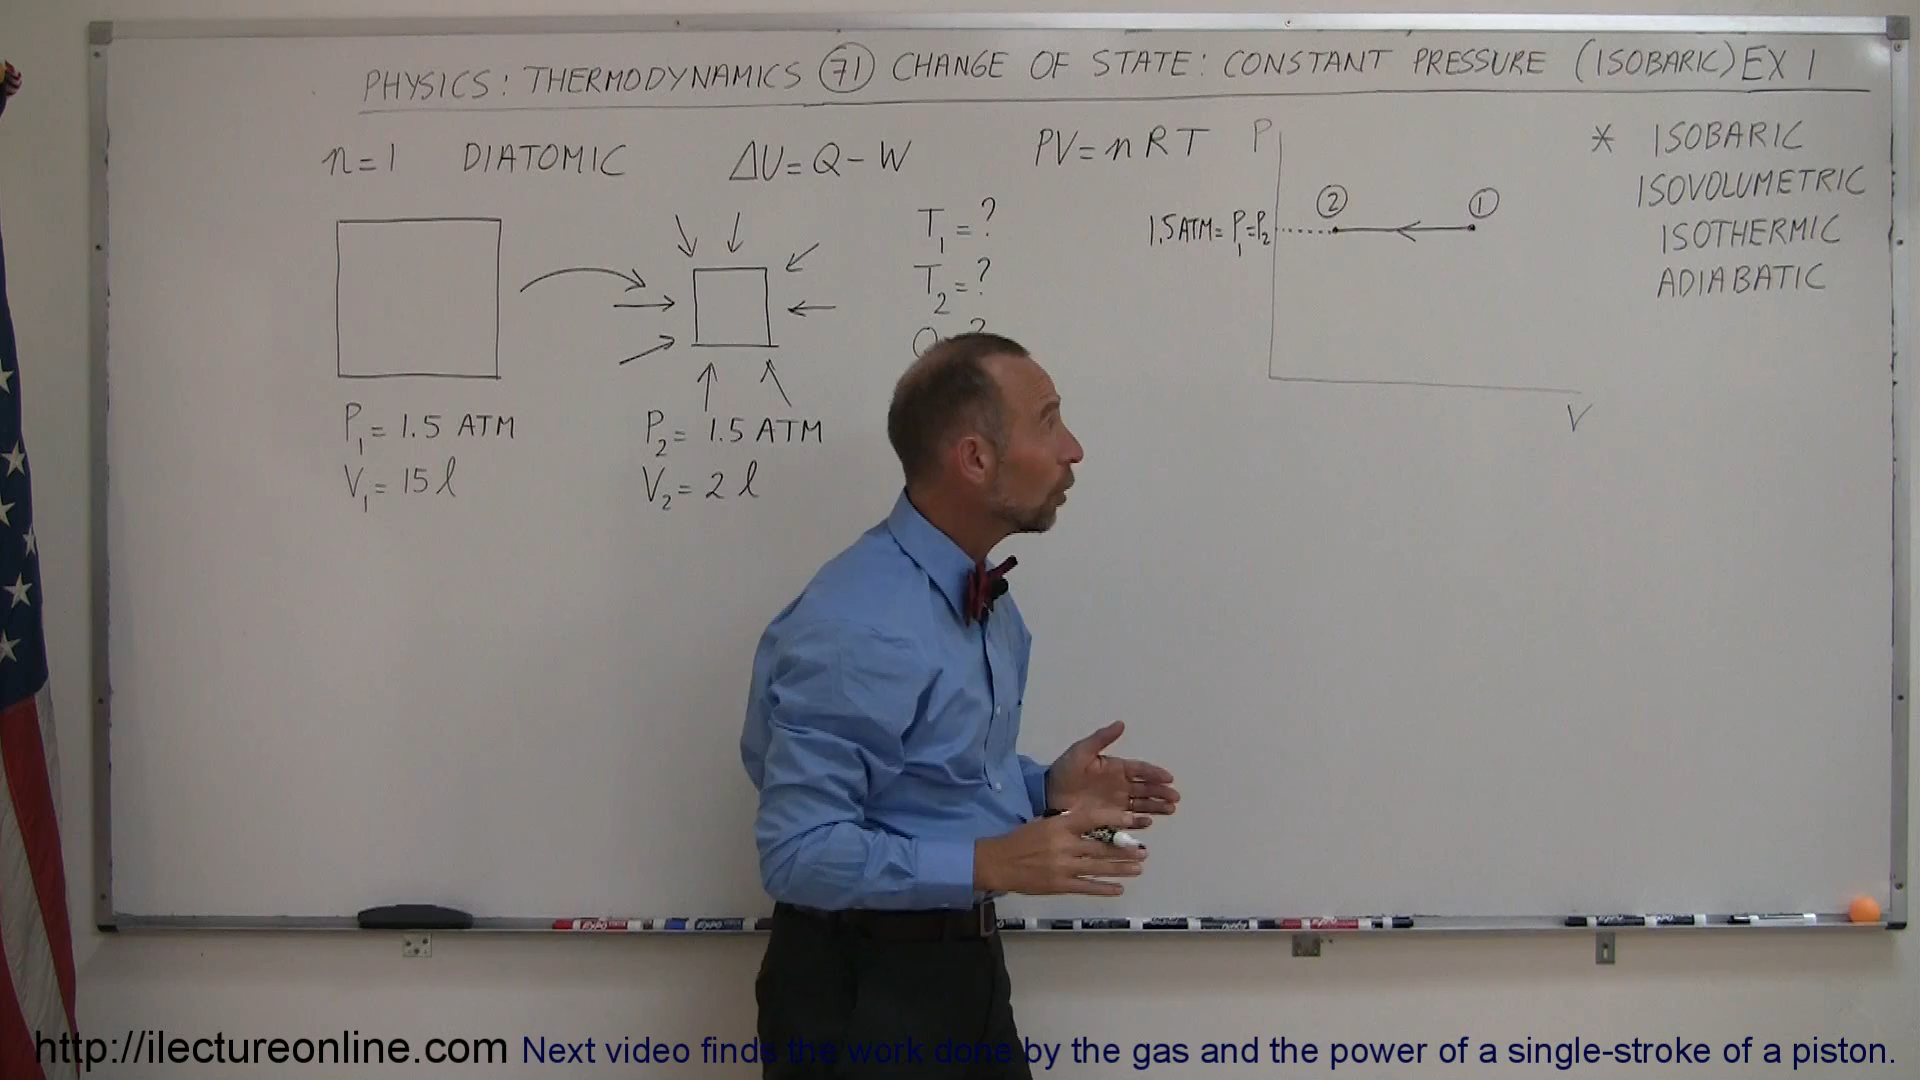 PHYSICS: THERMODYNAMICS 71 CHANGE OF STATE: CONSTANT PRESSURE (ISOBARIC) EX 1
n=1 DIATOMIC ΔU=Q-W PV=nRT
T₁=?
T₂=?
Q ?
P₁=1.5 ATM
V₁=15 l
P₂=1.5 ATM
V₂=2 l
P
1.5ATM=P₁=P₂
2
1
V
* ISOBARIC
ISOVOLUMETRIC
ISOTHERMIC
ADIABATIC
EXPO
EXPO
http://ilectureonline.com Next video finds the work done by the gas and the power of a single-stroke of a piston.